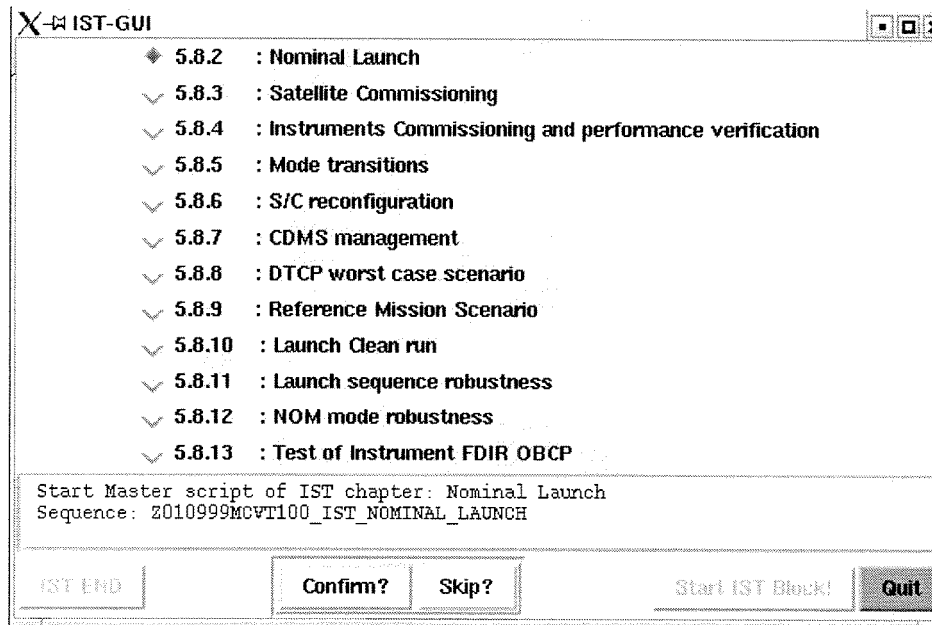 IST-GUI
5.8.2 : Nominal Launch
5.8.3 : Satellite Commissioning
5.8.4 : Instruments Commissioning and performance verification
5.8.5 : Mode transitions
5.8.6 : S/C reconfiguration
5.8.7 : CDMS management
5.8.8 : DTCP worst case scenario
5.8.9 : Reference Mission Scenario
5.8.10 : Launch Clean run
5.8.11 : Launch sequence robustness
5.8.12 : NOM mode robustness
5.8.13 : Test of Instrument FDIR OBCP
Start Master script of IST chapter: Nominal Launch
Sequence: Z010999MCVT100_IST_NOMINAL_LAUNCH
IST END Confirm? Skip? Start IST Block! Quit